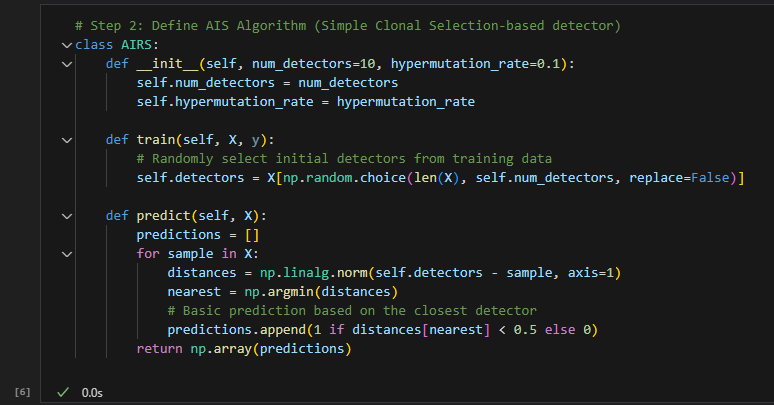 # Step 2: Define AIS Algorithm (Simple Clonal Selection-based detector)
class AIRS:
    def __init__(self, num_detectors=10, hypermutation_rate=0.1):
        self.num_detectors = num_detectors
        self.hypermutation_rate = hypermutation_rate

    def train(self, X, y):
        # Randomly select initial detectors from training data
        self.detectors = X[np.random.choice(len(X), self.num_detectors, replace=False)]

    def predict(self, X):
        predictions = []
        for sample in X:
            distances = np.linalg.norm(self.detectors - sample, axis=1)
            nearest = np.argmin(distances)
            # Basic prediction based on the closest detector
            predictions.append(1 if distances[nearest] < 0.5 else 0)
        return np.array(predictions)

[6] ✓ 0.0s